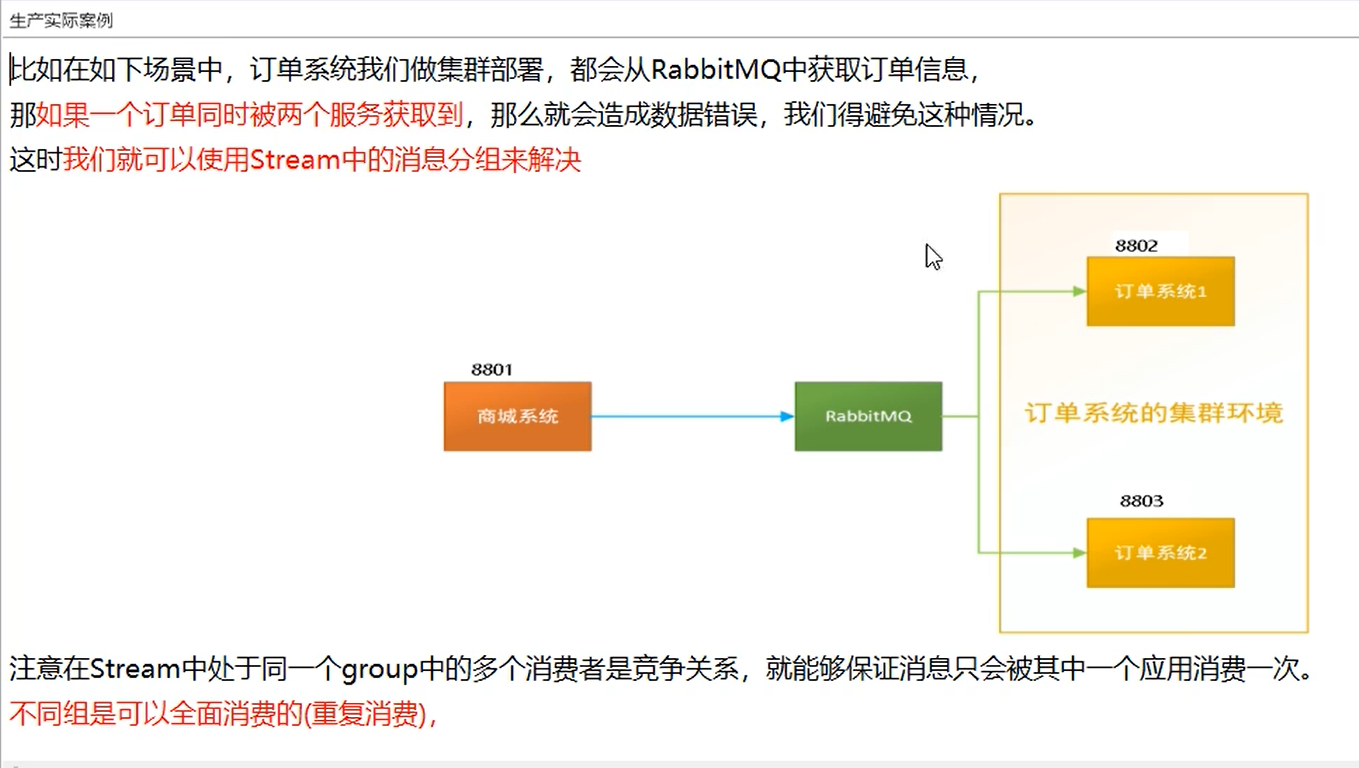 生产实际案例
比如在如下场景中，订单系统我们做集群部署，都会从RabbitMQ中获取订单信息，
那如果一个订单同时被两个服务获取到，那么就会造成数据错误，我们得避免这种情况。
这时我们就可以使用Stream中的消息分组来解决
8802
订单系统1
8801
商城系统
RabbitMQ
订单系统的集群环境
8803
订单系统2
注意在Stream中处于同一个group中的多个消费者是竞争关系，就能够保证消息只会被其中一个应用消费一次。
不同组是可以全面消费的(重复消费)，